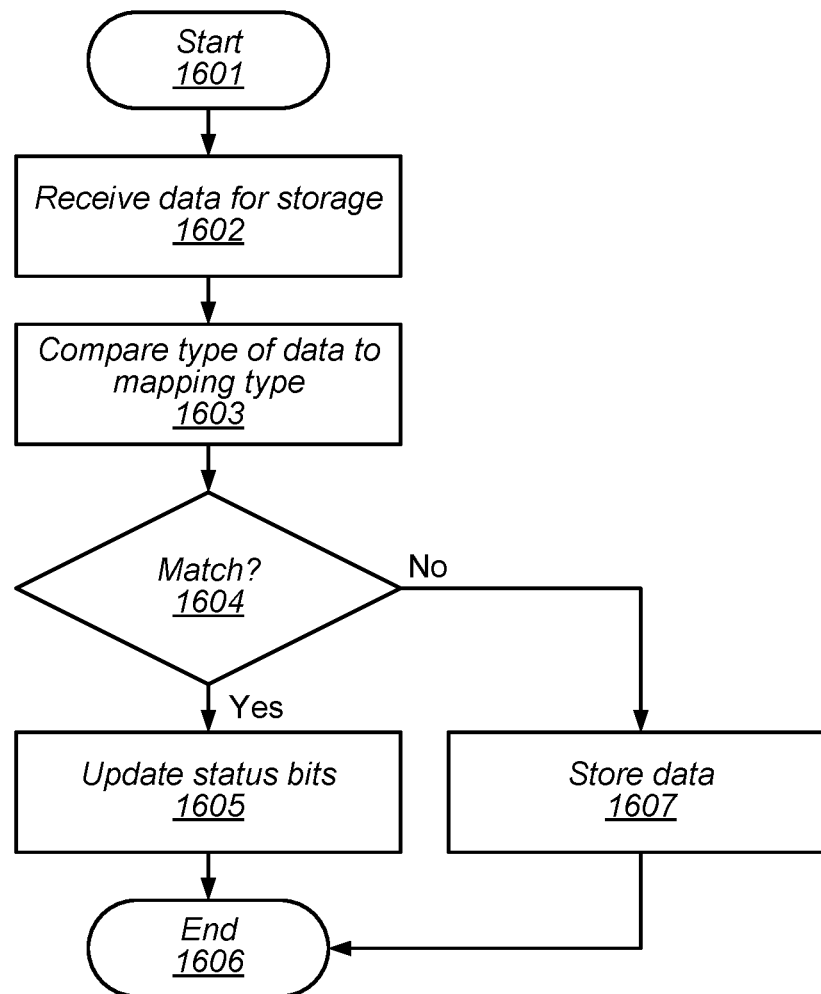 Start
1601
Receive data for storage
1602
Compare type of data to
mapping type
1603
Match?
1604
No
Yes
Update status bits
1605
Store data
1607
End
1606